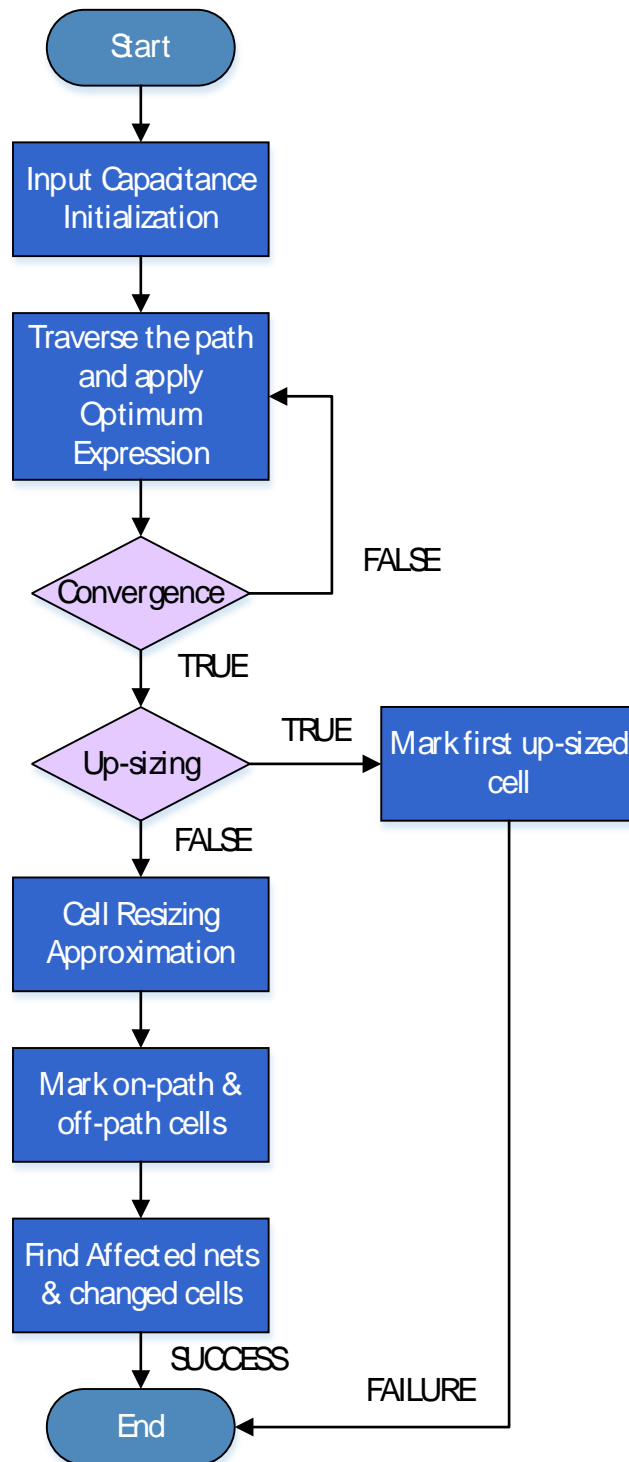 Start
Input Capacitance
Initialization
Traverse the path
and apply
Optimum
Expression
Convergence
FALSE
TRUE
Up-sizing
TRUE
Mark first up-sized
cell
FALSE
Cell Resizing
Approximation
Mark on-path &
off-path cells
Find Affected nets
& changed cells
SUCCESS
FAILURE
End